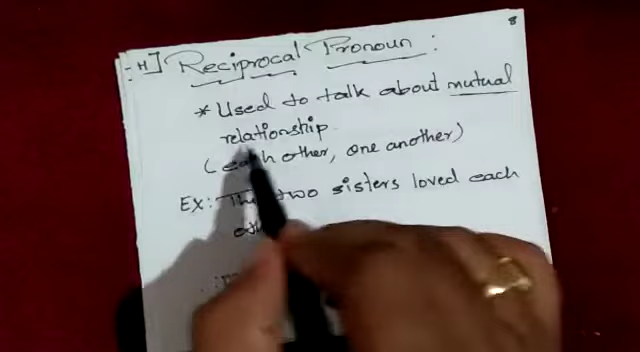 8
:- H] Reciprocal Pronoun :
* Used to talk about mutual
relationship.
(each other, one another)
Ex: The two sisters loved each